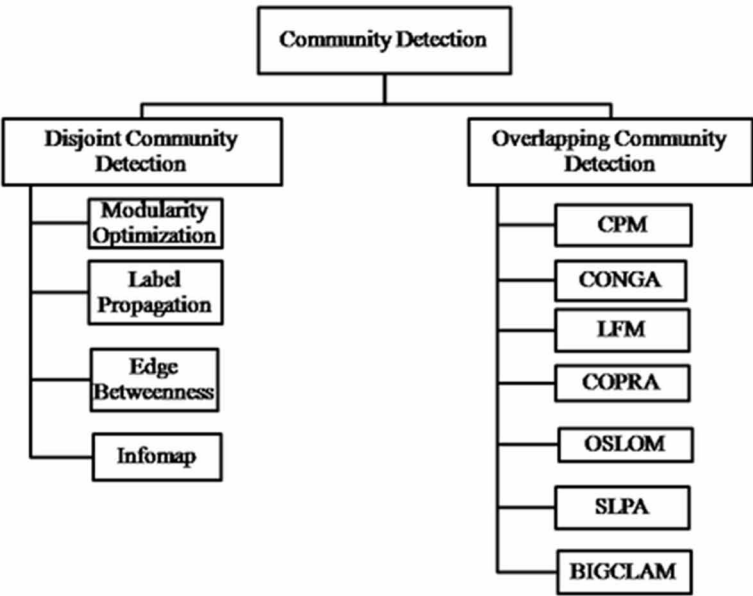 Community Detection
Disjoint Community
Detection
Modularity
Optimization
Label
Propagation
Edge
Betweenness
Infomap
Overlapping Community
Detection
CPM
CONGA
LFM
COPRA
OSLOM
SLPA
BIGCLAM